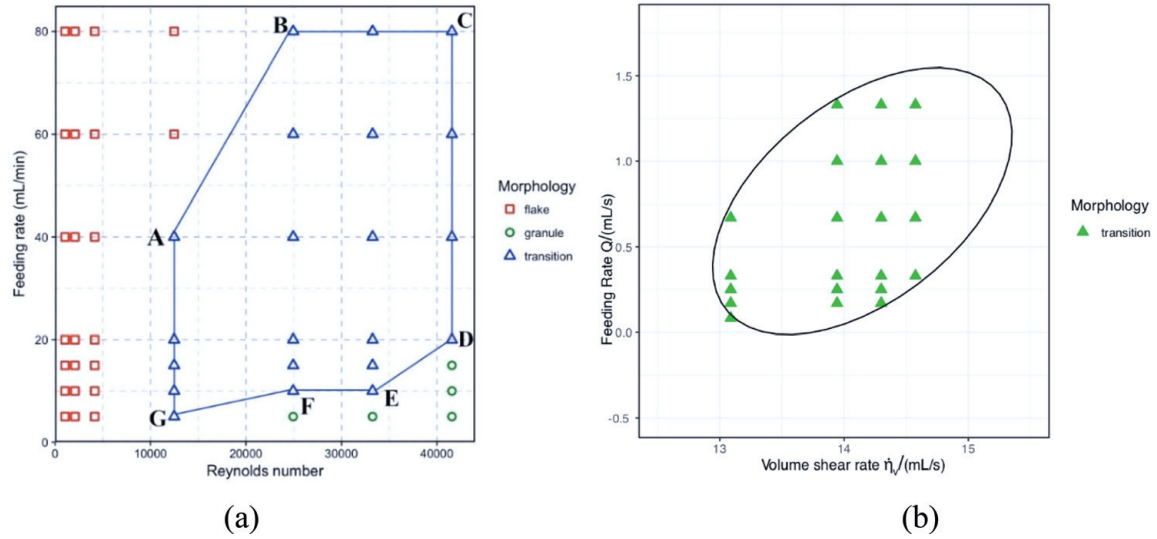 80
60
40
20
0
Feeding rate (mL/min)
0
10000
20000
30000
40000
Reynolds number
A
B
C
D
E
F
G
Morphology
flake
granule
transition
(a)
1.5
1.0
0.5
0.0
-0.5
Feeding Rate Q/(mL/s)
13
14
15
Volume shear rate η̇ᵥ/(mL/s)
Morphology
transition
(b)